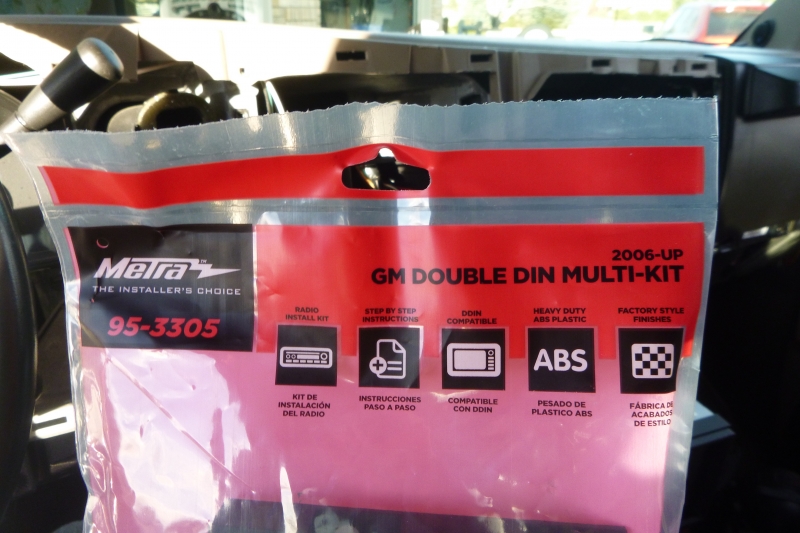 Metra™
THE INSTALLER'S CHOICE
95-3305
2006-UP
GM DOUBLE DIN MULTI-KIT
RADIO
INSTALL KIT
KIT DE
INSTALACIÓN
DEL RADIO
STEP BY STEP
INSTRUCTIONS
INSTRUCCIONES
PASO A PASO
DDIN
COMPATIBLE
COMPATIBLE
CON DDIN
HEAVY DUTY
ABS PLASTIC
ABS
PESADO DE
PLASTICO ABS
FACTORY STYLE
FINISHES
FÁBRICA DE
ACABADOS
DE ESTILO